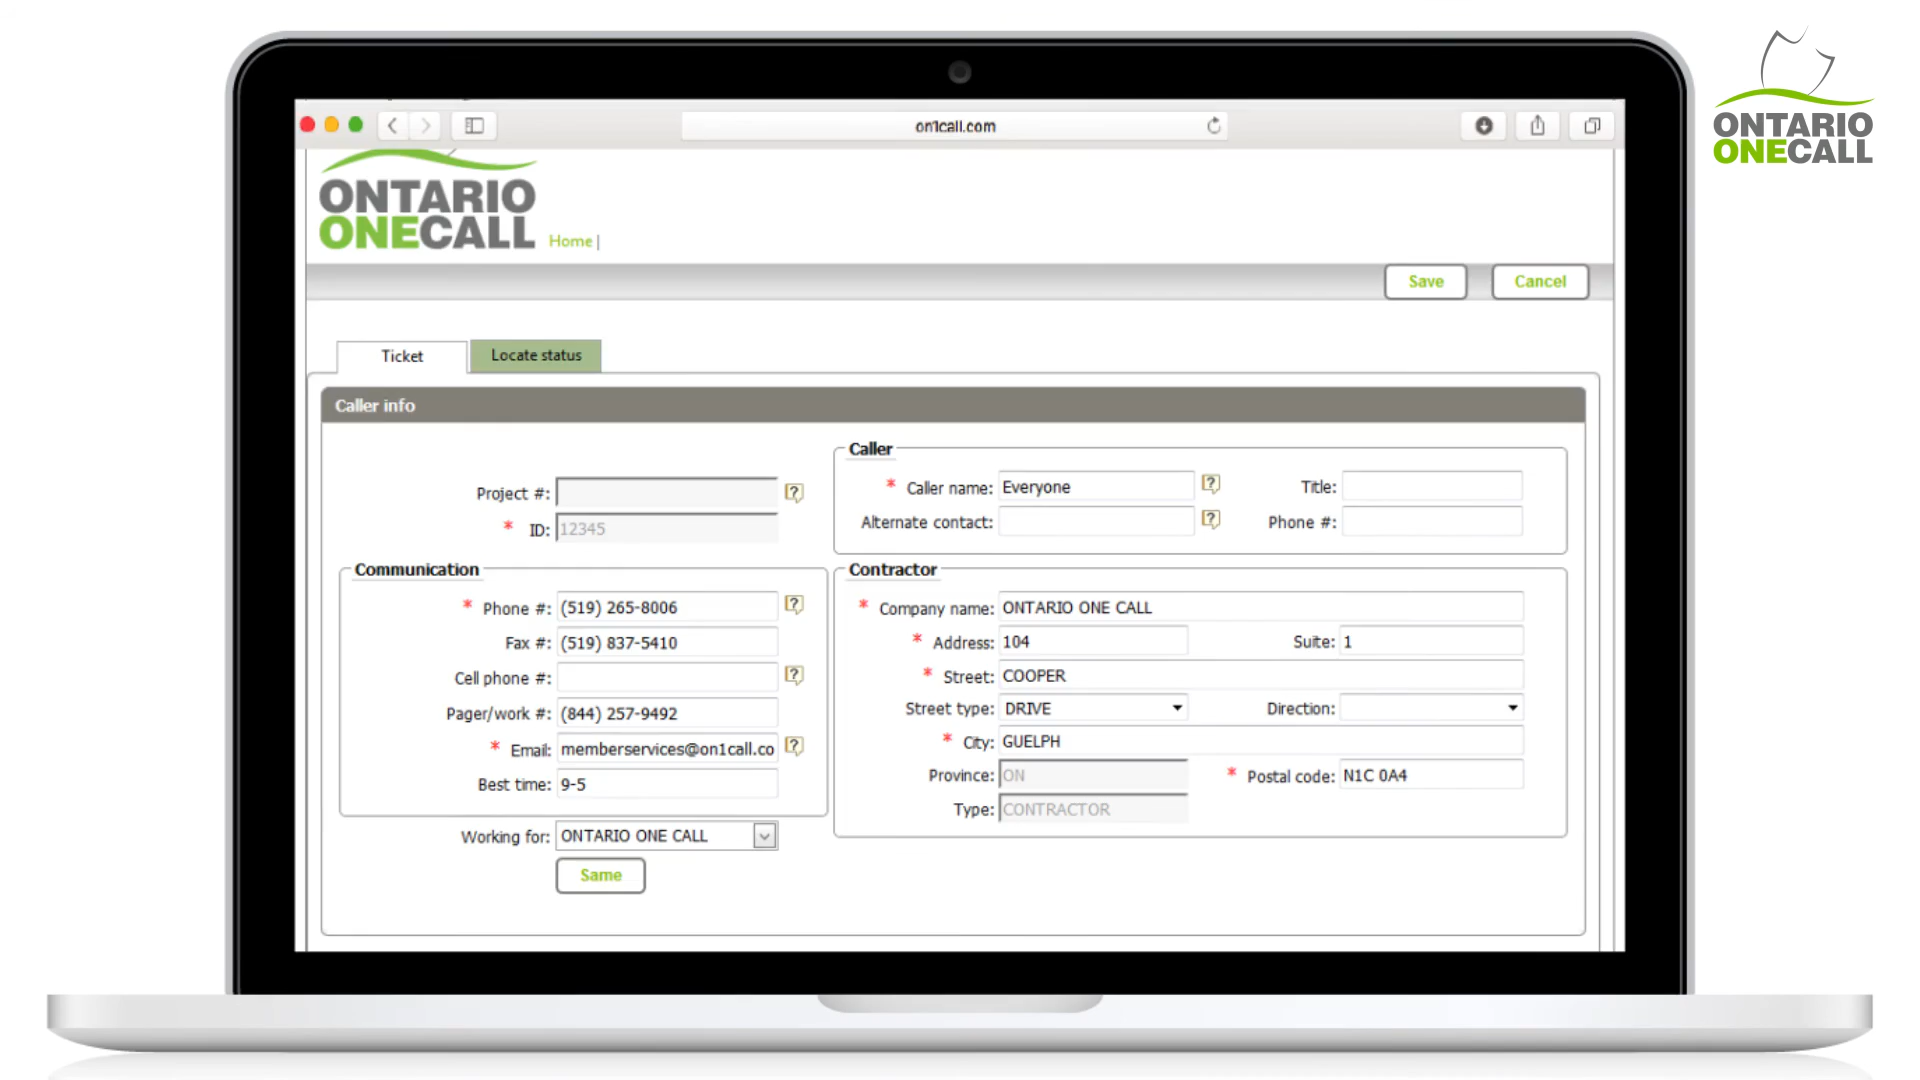 on1call.com
ONTARIO
ONECALL
ONTARIO
ONECALL
Home |
Save Cancel
Ticket Locate status
Caller info
Caller
Project #: ?
* Caller name: Everyone ? Title:
* ID: 12345
Alternate contact: ? Phone #:
Communication
* Phone #: (519) 265-8006 ?
Fax #: (519) 837-5410
Cell phone #: ?
Pager/work #: (844) 257-9492
* Email: memberservices@on1call.co ?
Best time: 9-5
Contractor
* Company name: ONTARIO ONE CALL
* Address: 104 Suite: 1
* Street: COOPER
Street type: DRIVE Direction:
* City: GUELPH
Province: ON * Postal code: N1C 0A4
Type: CONTRACTOR
Working for: ONTARIO ONE CALL
Same